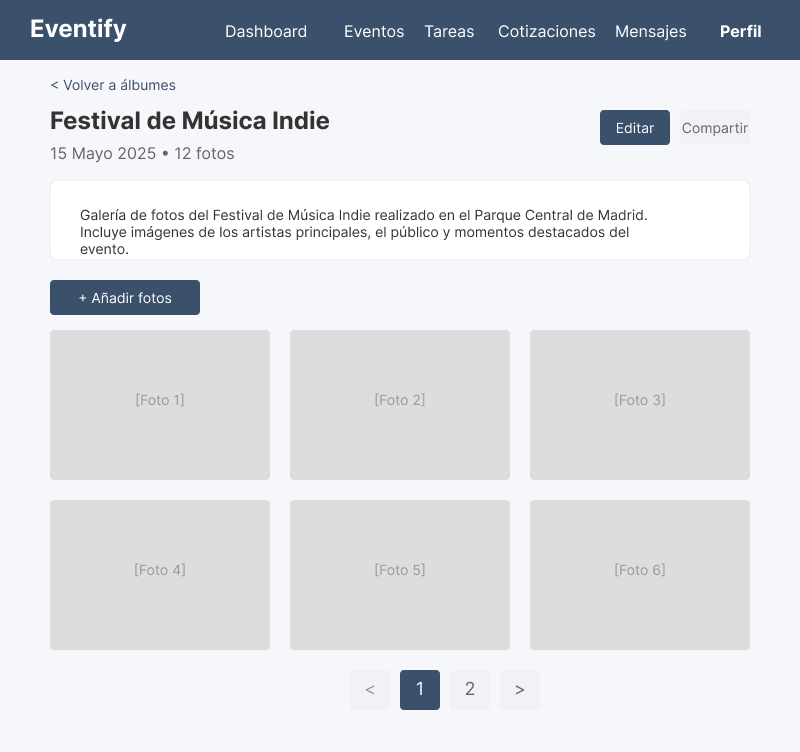 Eventify
Dashboard Eventos Tareas Cotizaciones Mensajes Perfil
< Volver a álbumes
Festival de Música Indie
Editar Compartir
15 Mayo 2025 • 12 fotos
Galería de fotos del Festival de Música Indie realizado en el Parque Central de Madrid.
Incluye imágenes de los artistas principales, el público y momentos destacados del
evento.
+ Añadir fotos
[Foto 1] [Foto 2] [Foto 3]
[Foto 4] [Foto 5] [Foto 6]
< 1 2 >